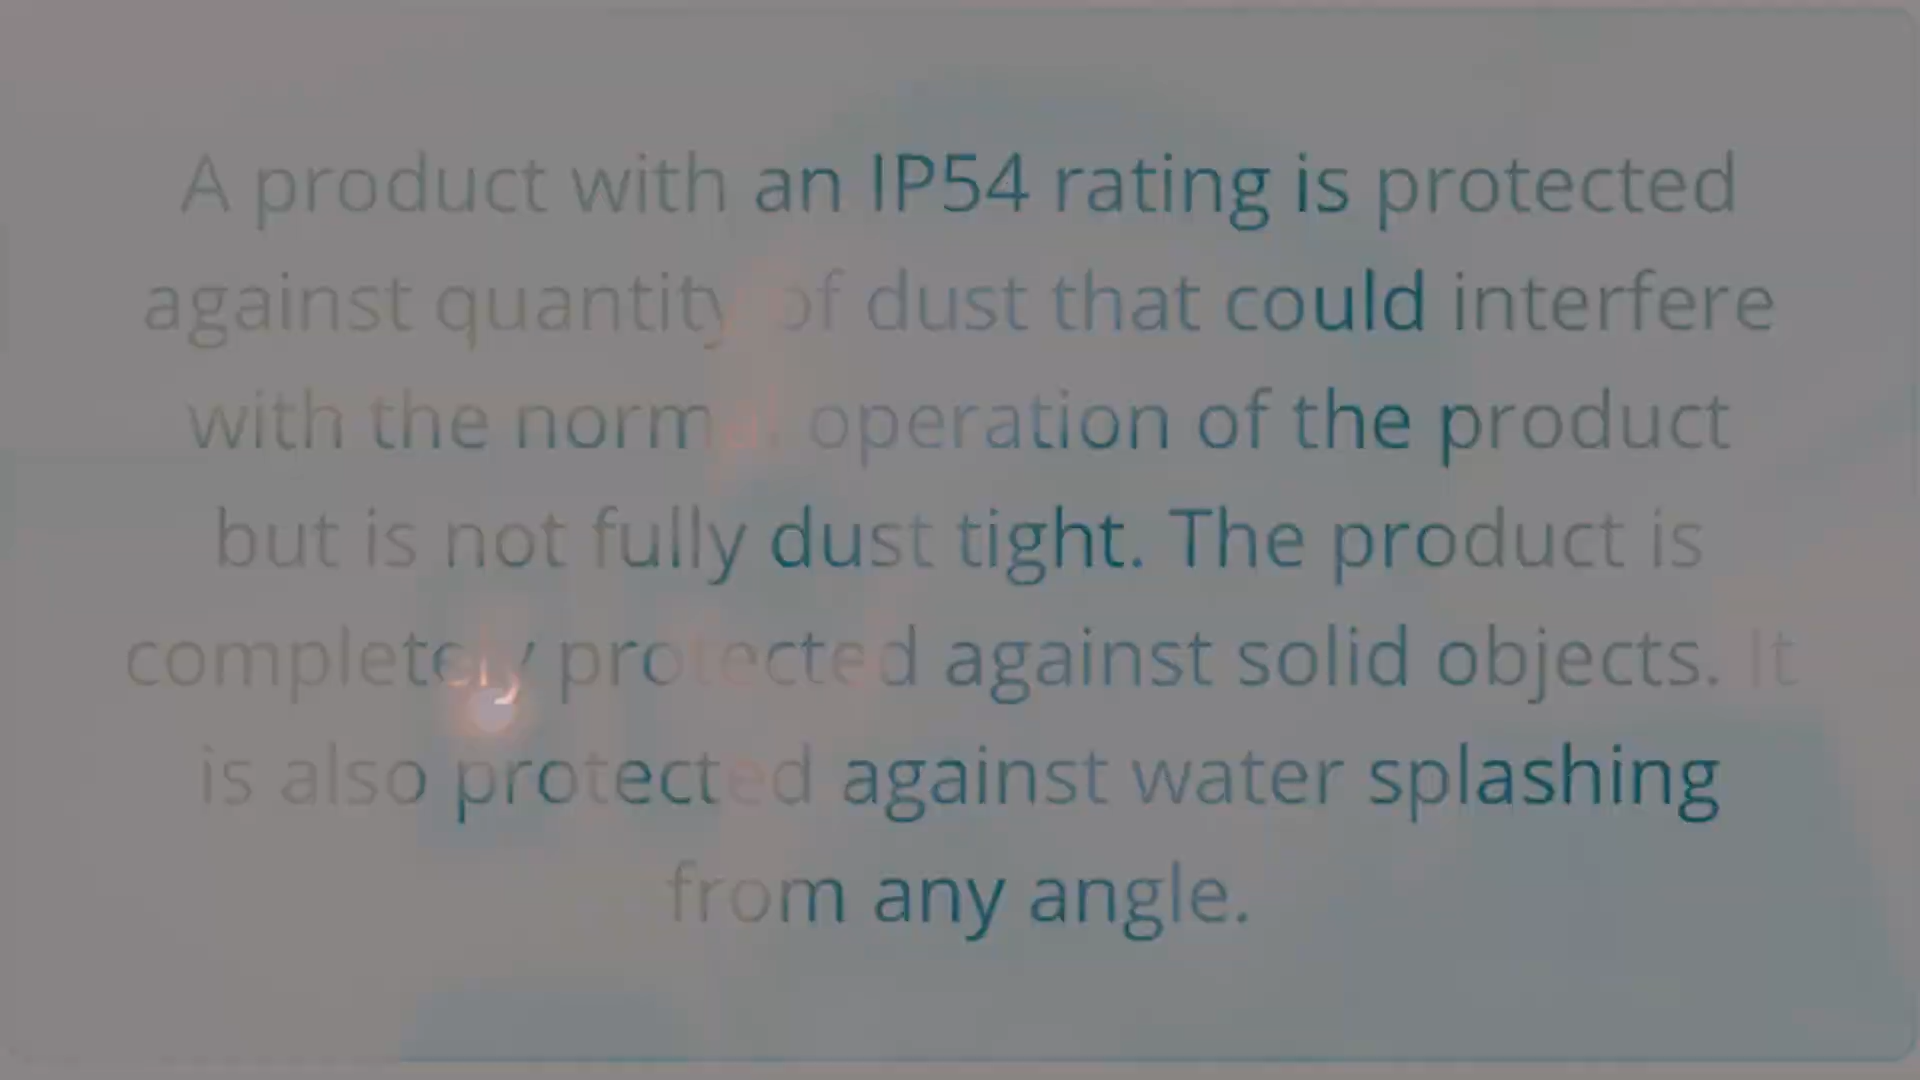 A product with an IP54 rating is protected
against quantity of dust that could interfere
with the normal operation of the product
but is not fully dust tight. The product is
completely protected against solid objects. It
is also protected against water splashing
from any angle.